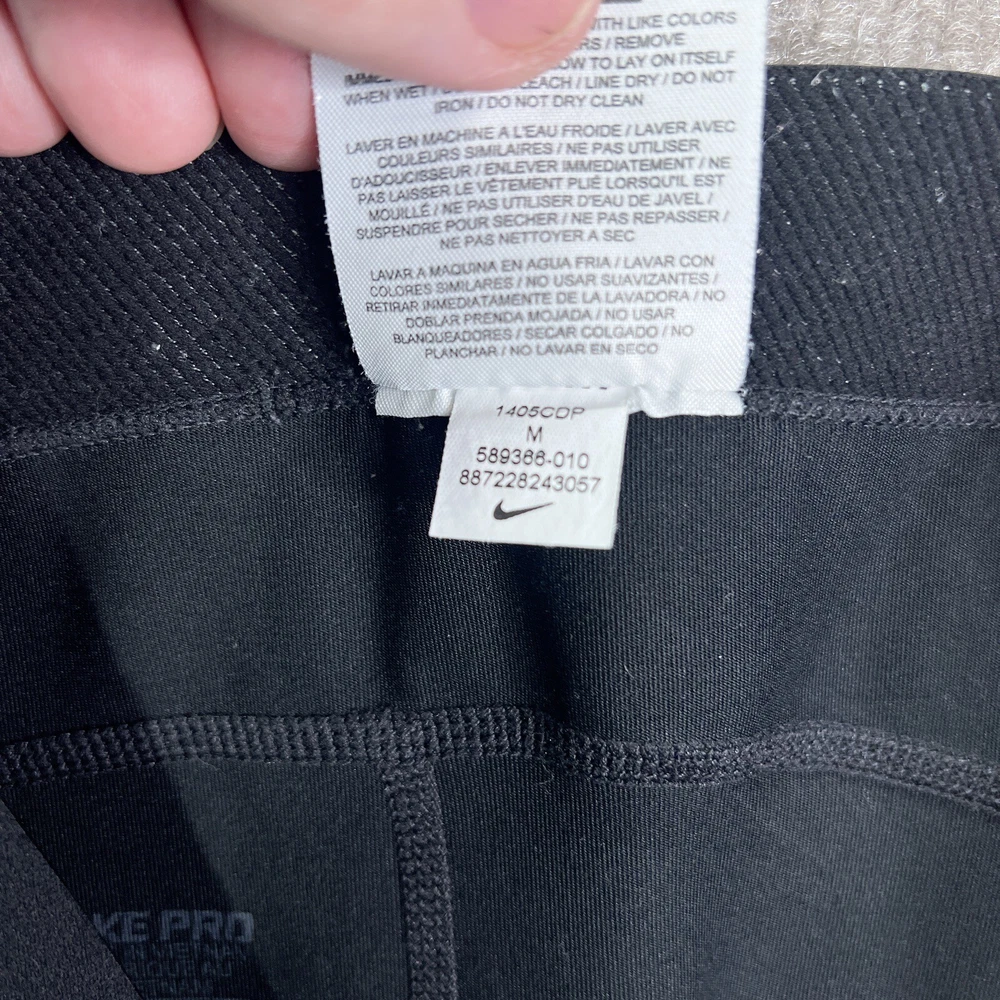 WITH LIKE COLORS
/ REMOVE
TO LAY ON ITSELF
WHEN WET / / LINE DRY / DO NOT
IRON / DO NOT DRY CLEAN
LAVER EN MACHINE A L'EAU FROIDE / LAVER AVEC
COULEURS SIMILAIRES / NE PAS UTILISER
D'ADOUCISSEUR / ENLEVER IMMEDIATEMENT / NE
PAS LAISSER LE VÊTEMENT PLIÉ LORSQU'IL EST
MOUILLÉ / NE PAS UTILISER D'EAU DE JAVEL /
SUSPENDRE POUR SECHER / NE PAS REPASSER /
NE PAS NETTOYER A SEC
LAVAR A MAQUINA EN AGUA FRIA / LAVAR CON
COLORES SIMILARES / NO USAR SUAVIZANTES /
RETIRAR INMEDIATAMENTE DE LA LAVADORA / NO
DOBLAR PRENDA MOJADA / NO USAR
BLANQUEADORES / SECAR COLGADO / NO
PLANCHAR / NO LAVAR EN SECO
1405CDP
M
589366-010
887228243057
KE PRO